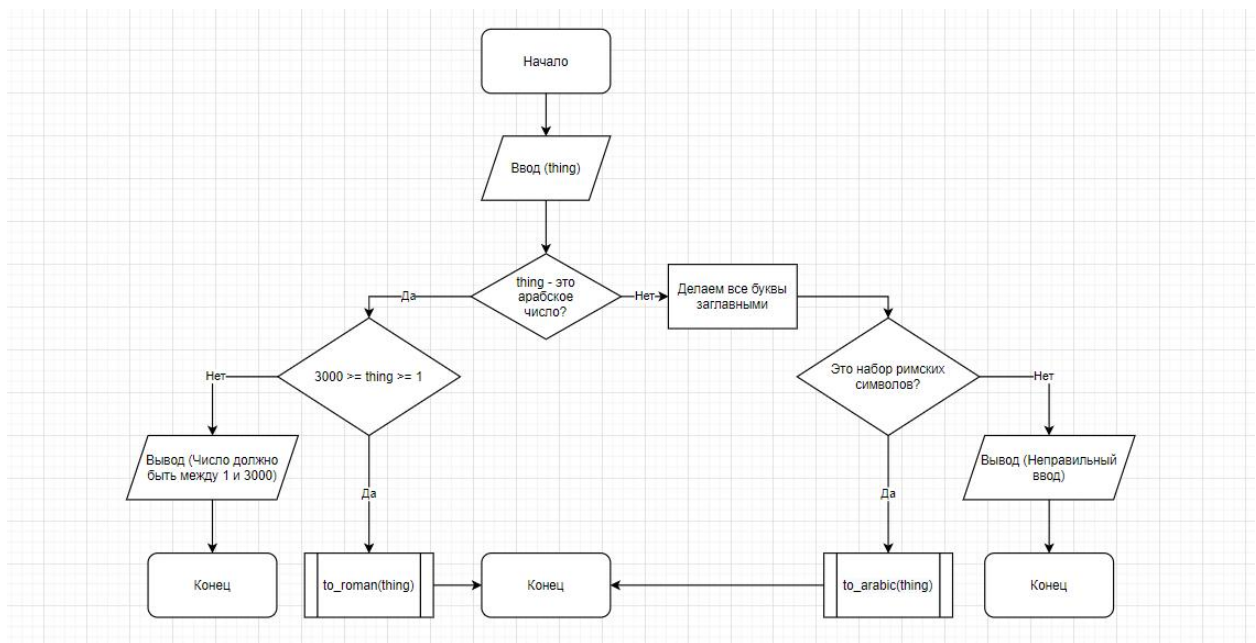 Начало
Ввод (thing)
thing - это
арабское
число?
Да
Нет
Делаем все буквы
заглавными
3000 >= thing >= 1
Нет
Это набор римских
символов?
Нет
Вывод (Число должно
быть между 1 и 3000)
Да
Да
Вывод (Неправильный
ввод)
Конец
to_roman(thing)
Конец
to_arabic(thing)
Конец